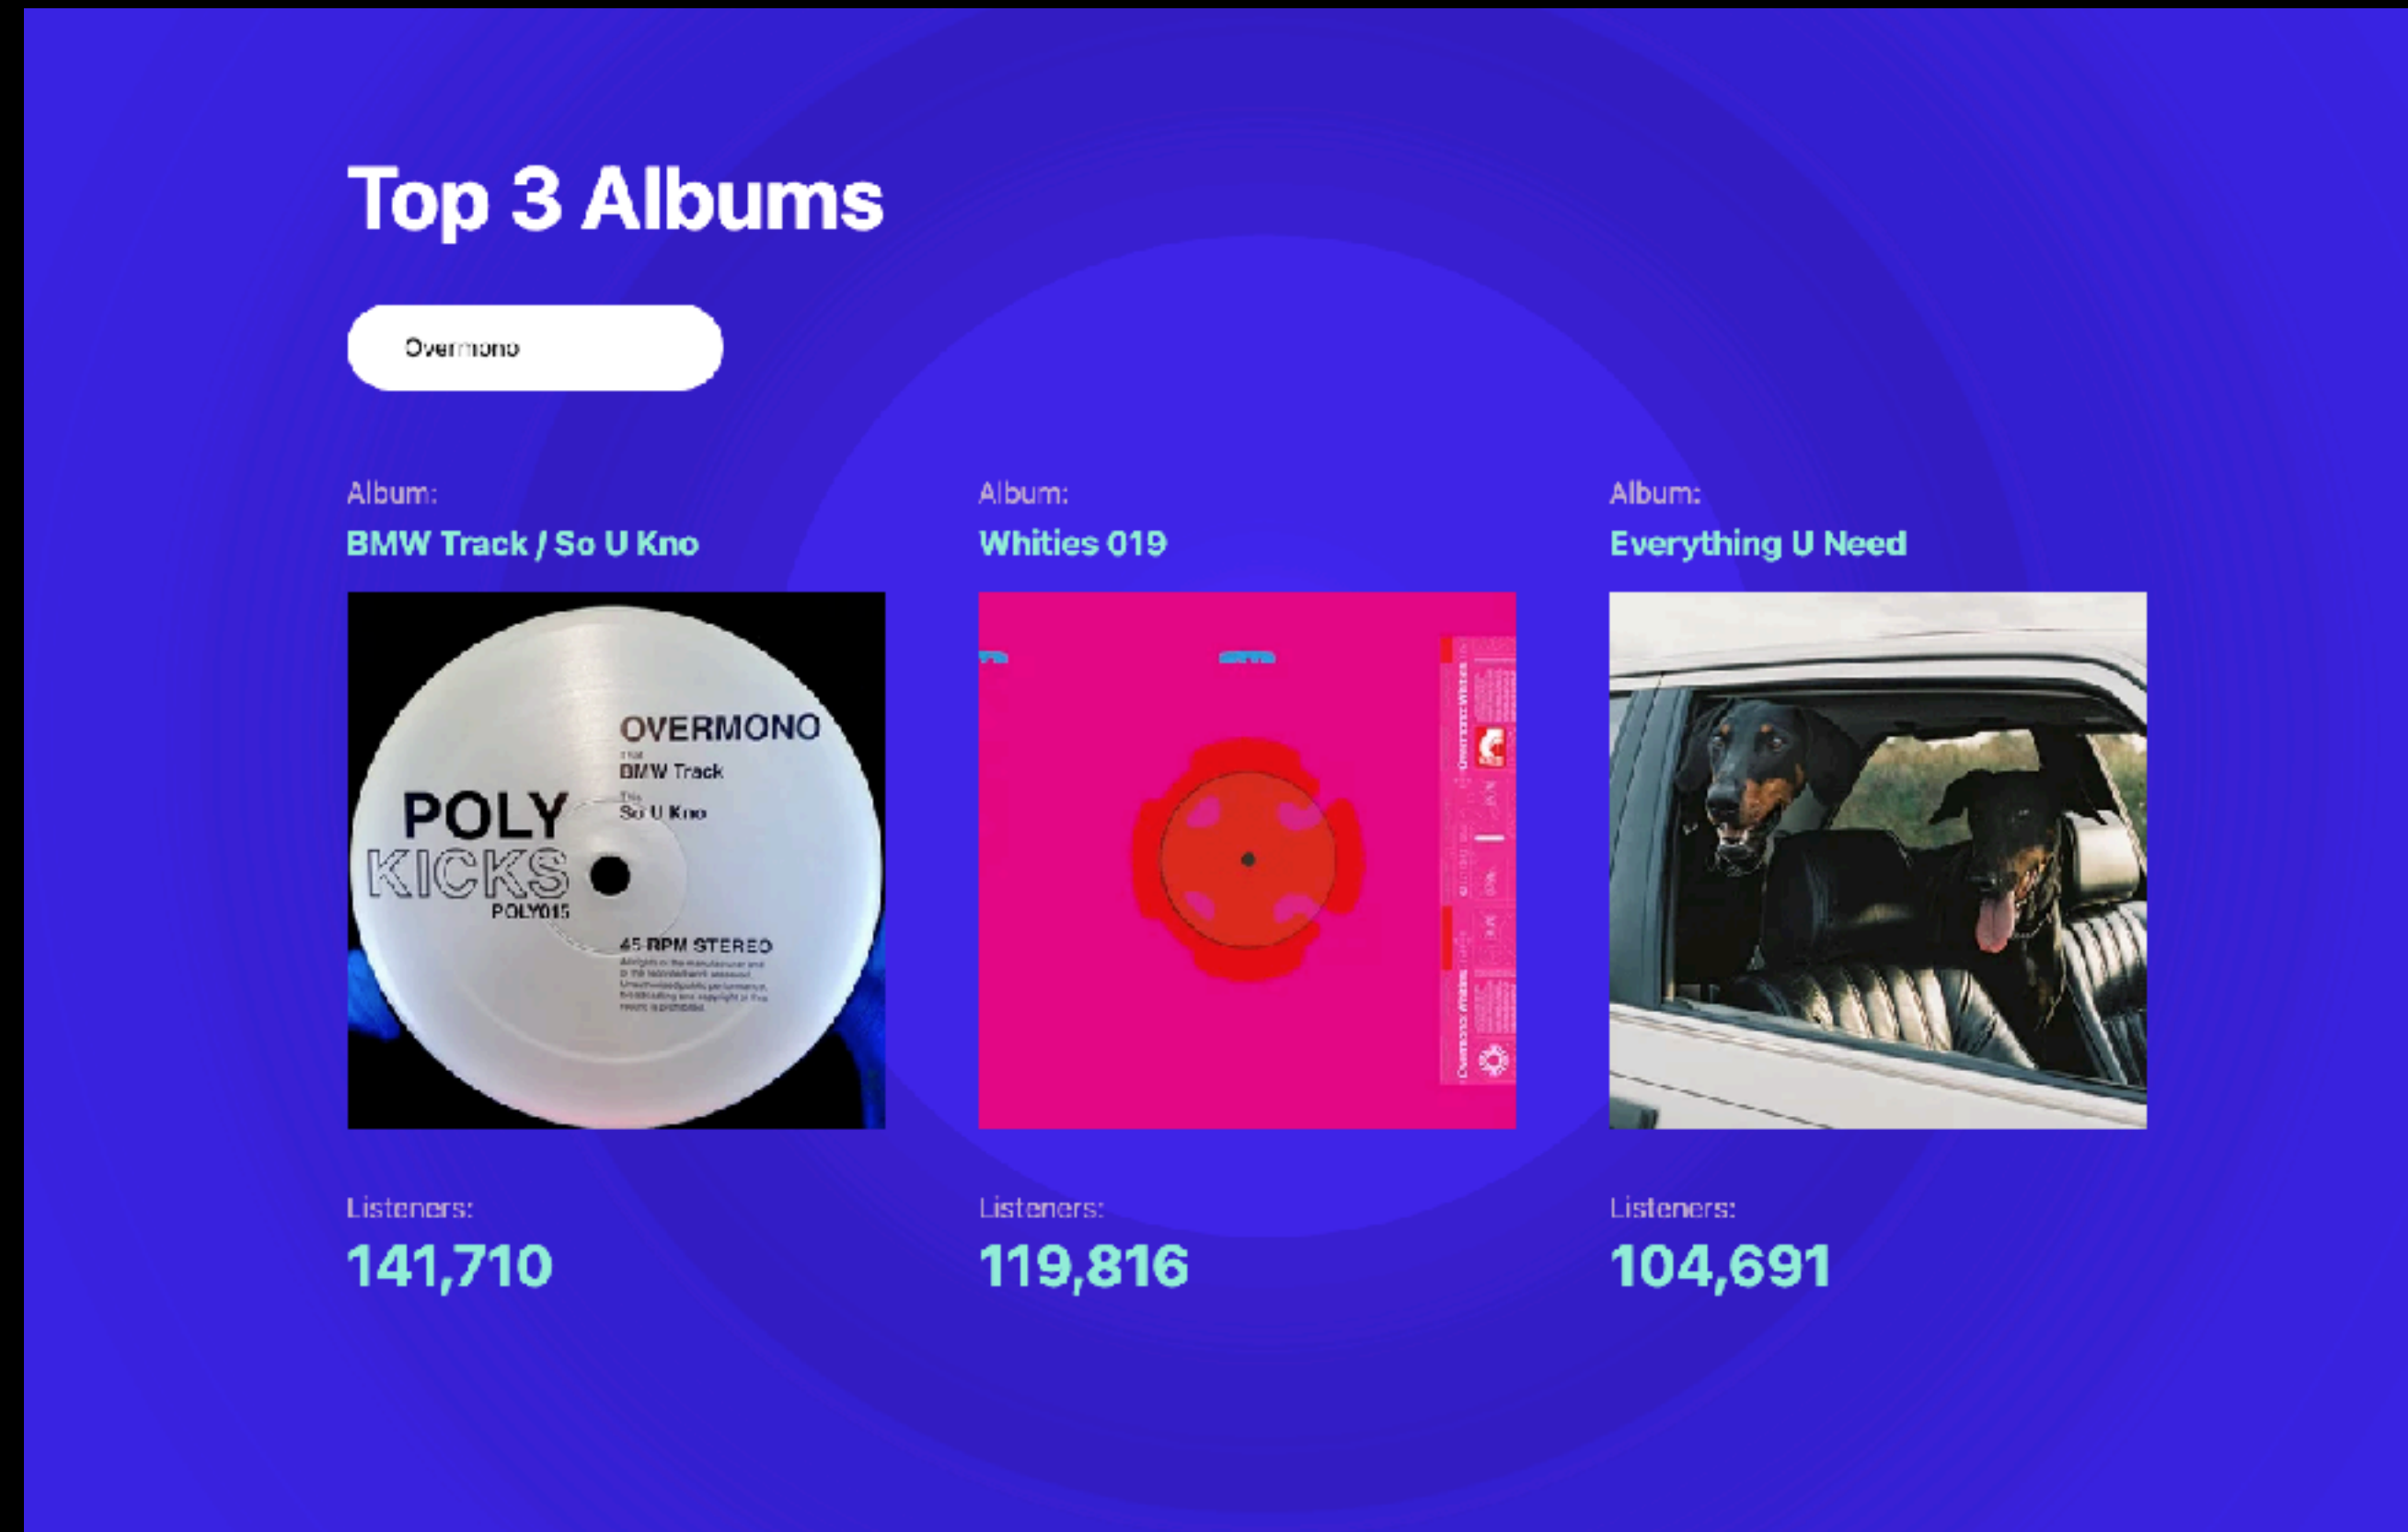 Top 3 Albums
Overmono
Album:
BMW Track / So U Kno
Album:
Whities 019
Album:
Everything U Need
OVERMONO
BMW Track
This
So U Kno
POLY
KICKS
POLY015
45 RPM STEREO
Listeners:
141,710
Listeners:
119,816
Listeners:
104,691